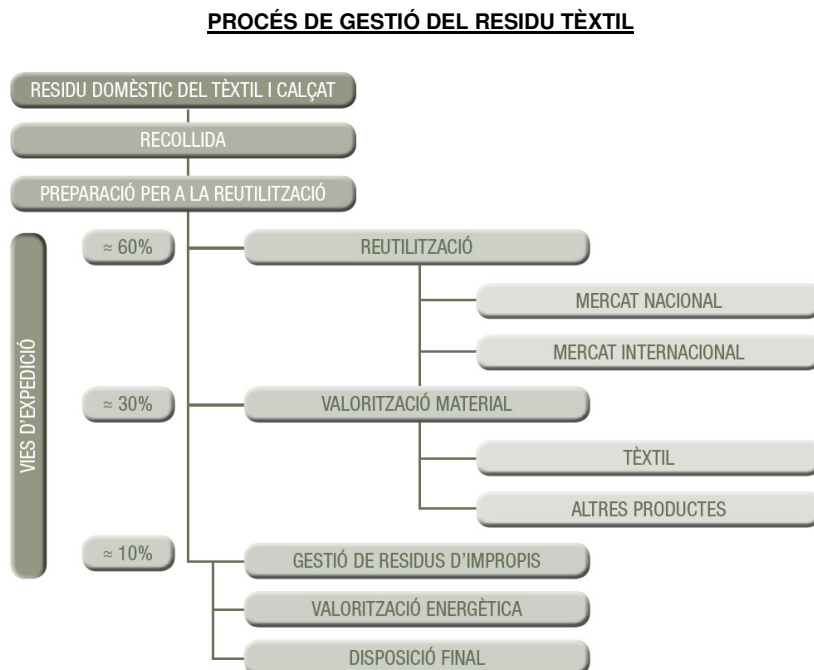 PROCÉS DE GESTIÓ DEL RESIDU TÈXTIL
RESIDU DOMÈSTIC DEL TÈXTIL I CALÇAT
RECOLLIDA
PREPARACIÓ PER A LA REUTILITZACIÓ
VIES D'EXPEDICIÓ
≈ 60%
REUTILITZACIÓ
MERCAT NACIONAL
MERCAT INTERNACIONAL
≈ 30%
VALORITZACIÓ MATERIAL
TÈXTIL
ALTRES PRODUCTES
≈ 10%
GESTIÓ DE RESIDUS D'IMPROPIS
VALORITZACIÓ ENERGÈTICA
DISPOSICIÓ FINAL